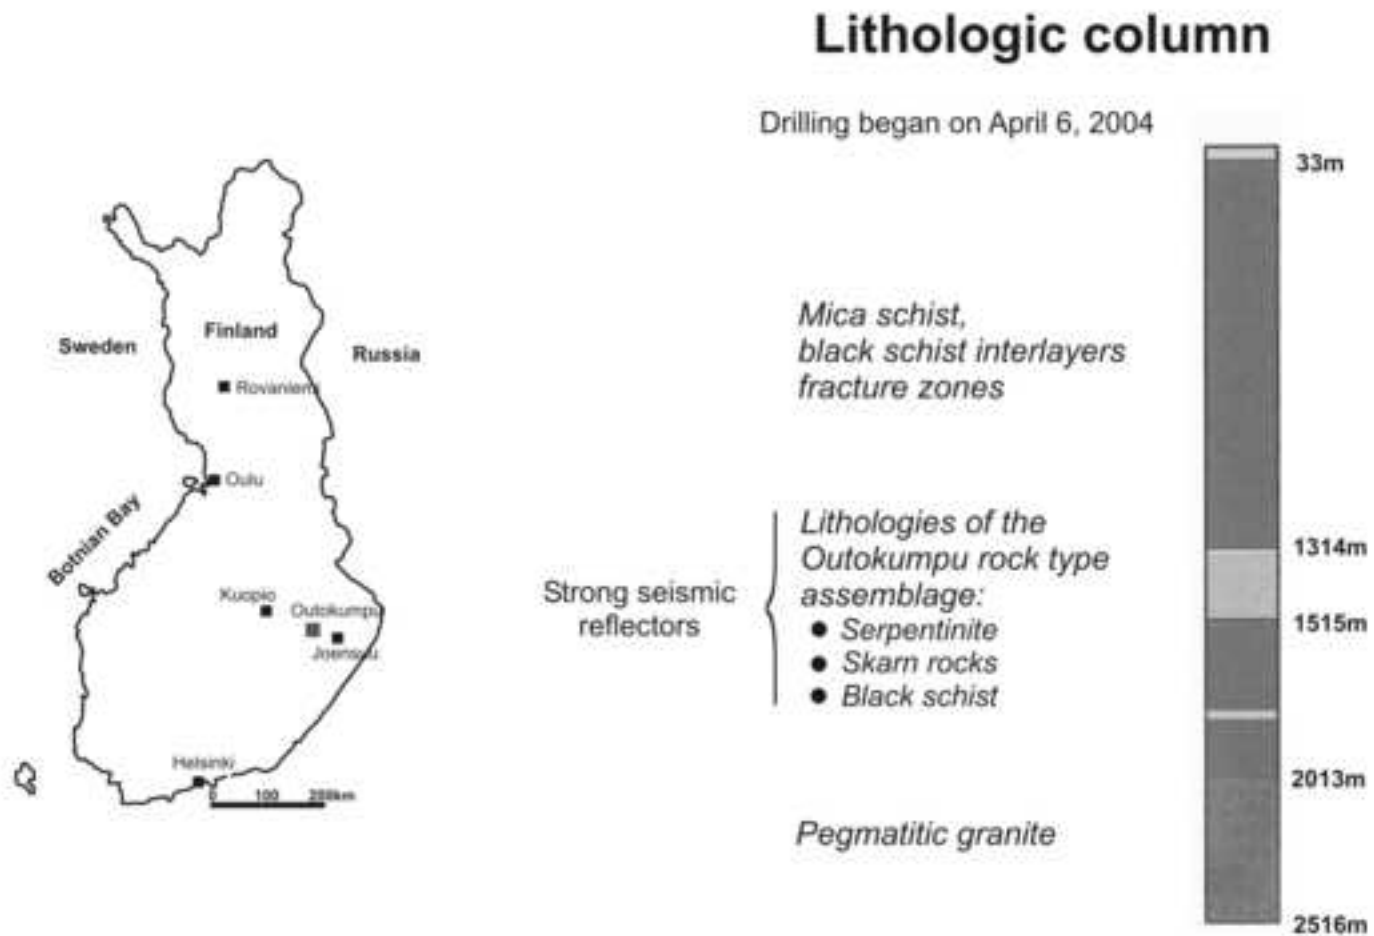 Lithologic column
Drilling began on April 6, 2004
33m
Mica schist,
black schist interlayers
fracture zones
1314m
Strong seismic
reflectors
Lithologies of the
Outokumpu rock type
assemblage:
● Serpentinite
● Skarn rocks
● Black schist
1515m
2013m
Pegmatitic granite
2516m
Sweden
Finland
Russia
Rovaniemi
Oulu
Botnian Bay
Kuopio
Outokumpu
Joensuu
Helsinki
0 100 200km